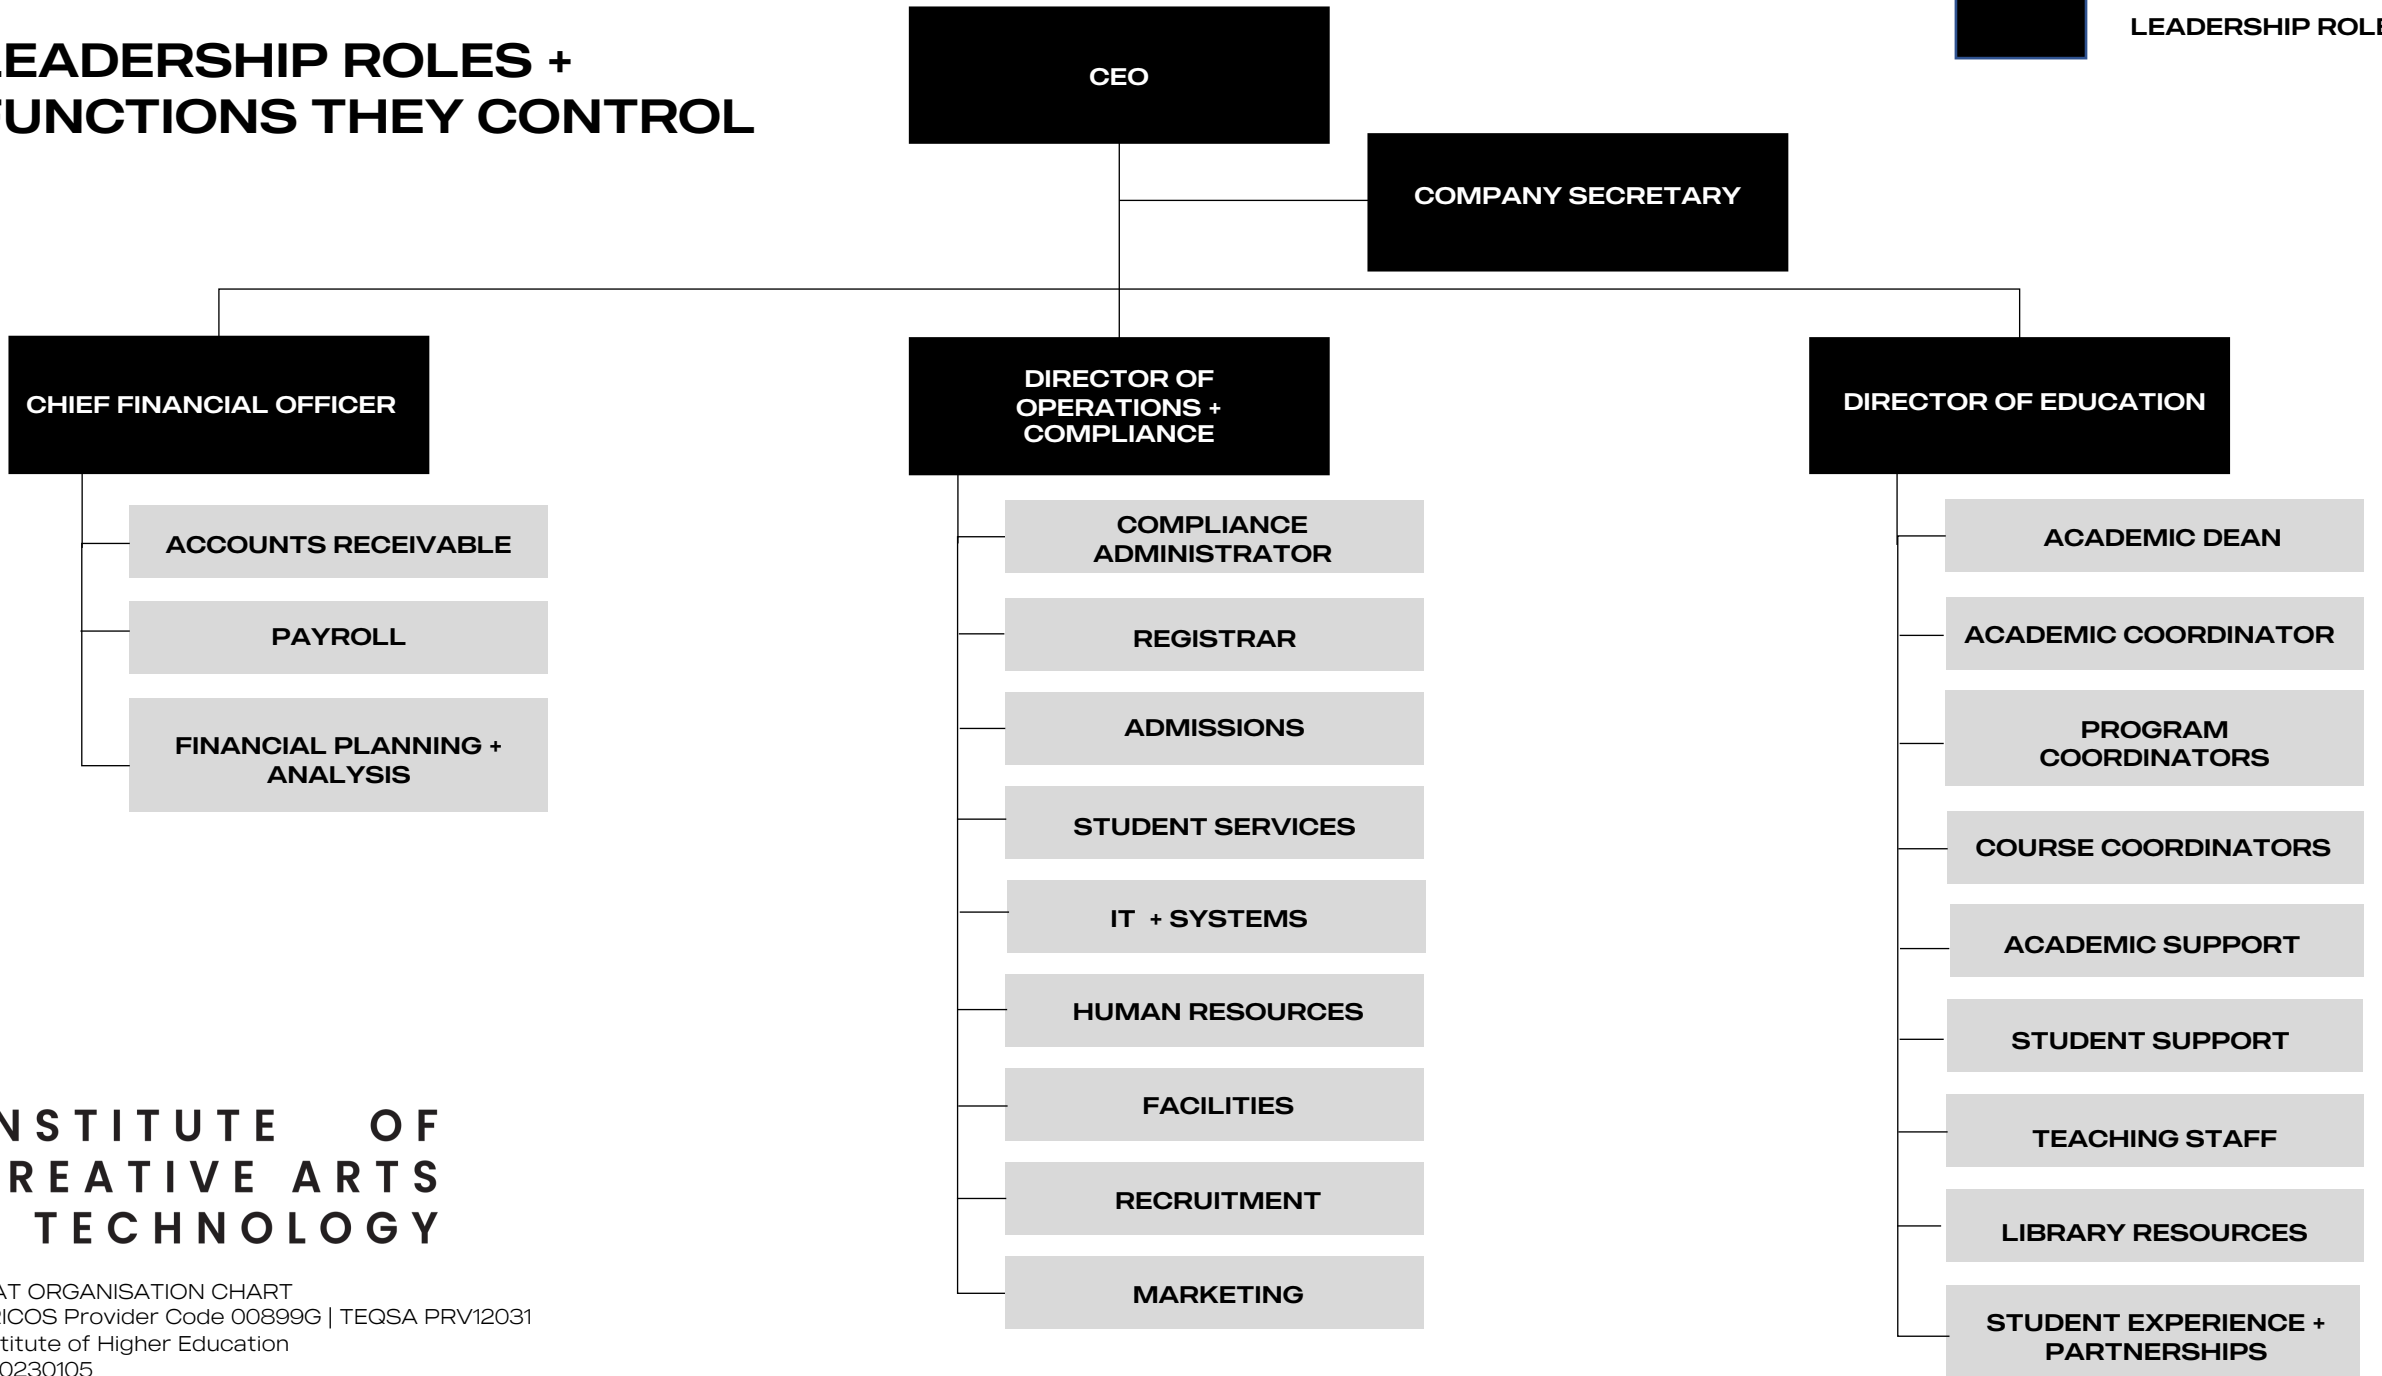 LEADERSHIP ROLES +
FUNCTIONS THEY CONTROL
LEADERSHIP ROLE
CEO
COMPANY SECRETARY
CHIEF FINANCIAL OFFICER
ACCOUNTS RECEIVABLE
PAYROLL
FINANCIAL PLANNING +
ANALYSIS
DIRECTOR OF
OPERATIONS +
COMPLIANCE
COMPLIANCE
ADMINISTRATOR
REGISTRAR
ADMISSIONS
STUDENT SERVICES
IT + SYSTEMS
HUMAN RESOURCES
FACILITIES
RECRUITMENT
MARKETING
DIRECTOR OF EDUCATION
ACADEMIC DEAN
ACADEMIC COORDINATOR
PROGRAM
COORDINATORS
COURSE COORDINATORS
ACADEMIC SUPPORT
STUDENT SUPPORT
TEACHING STAFF
LIBRARY RESOURCES
STUDENT EXPERIENCE +
PARTNERSHIPS
NSTITUTE OF
REATIVE ARTS
TECHNOLOGY
AT ORGANISATION CHART
RICOS Provider Code 00899G | TEQSA PRV12031
titute of Higher Education
0230105